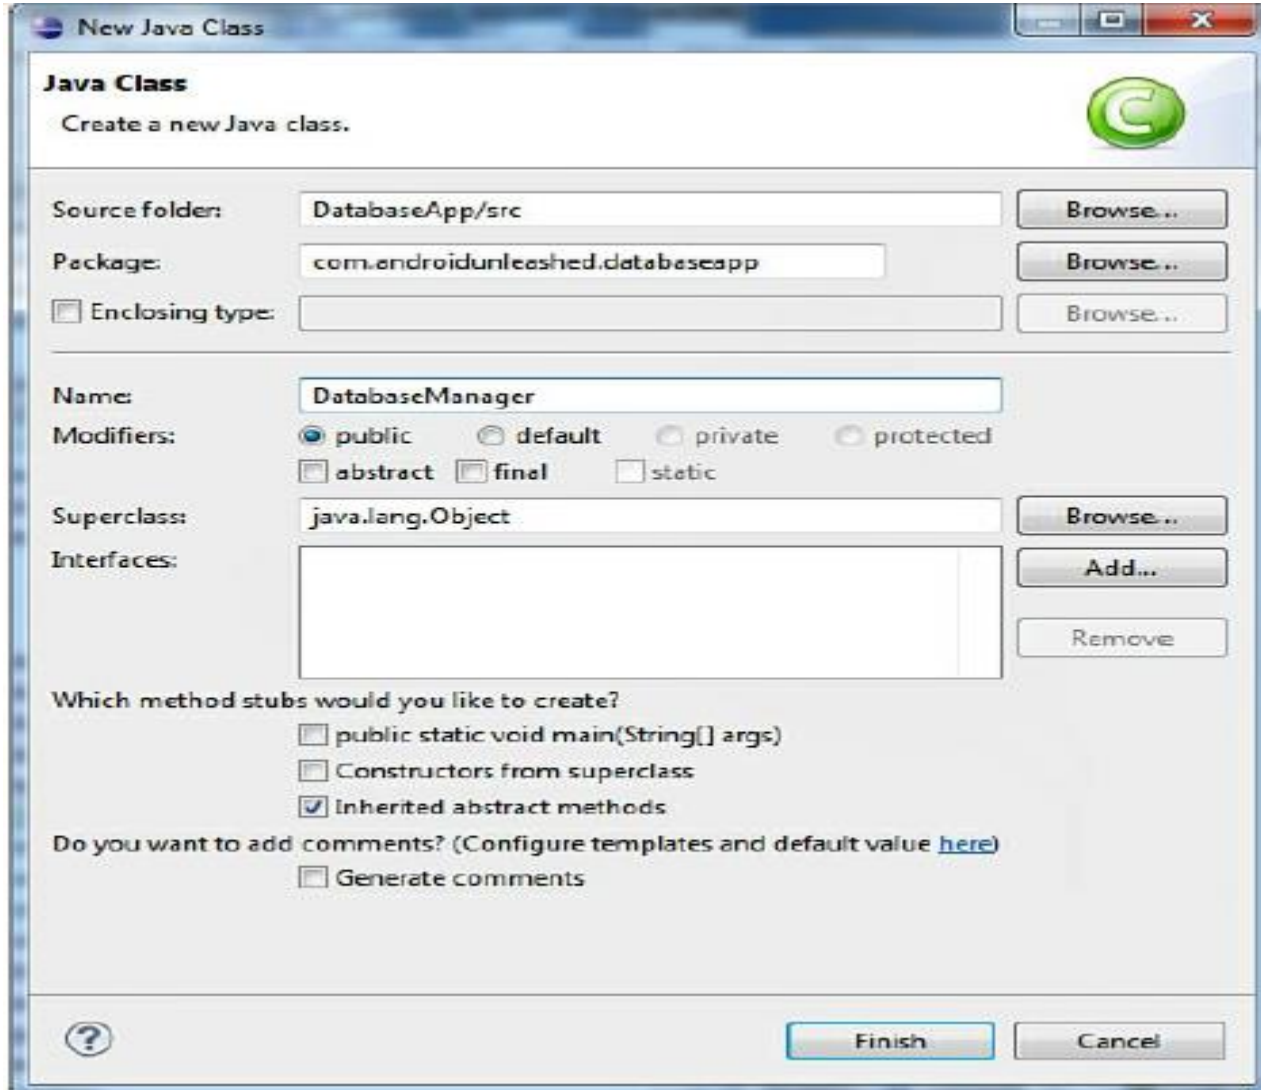 New Java Class
Java Class
Create a new Java class.
Source folder: DatabaseApp/src Browse...
Package: com.androidunleashed.databaseapp Browse...
Enclosing type: Browse...
Name: DatabaseManager
Modifiers: public default private protected
abstract final static
Superclass: java.lang.Object Browse...
Interfaces: Add...
Remove
Which method stubs would you like to create?
public static void main(String[] args)
Constructors from superclass
Inherited abstract methods
Do you want to add comments? (Configure templates and default value here)
Generate comments
Finish Cancel